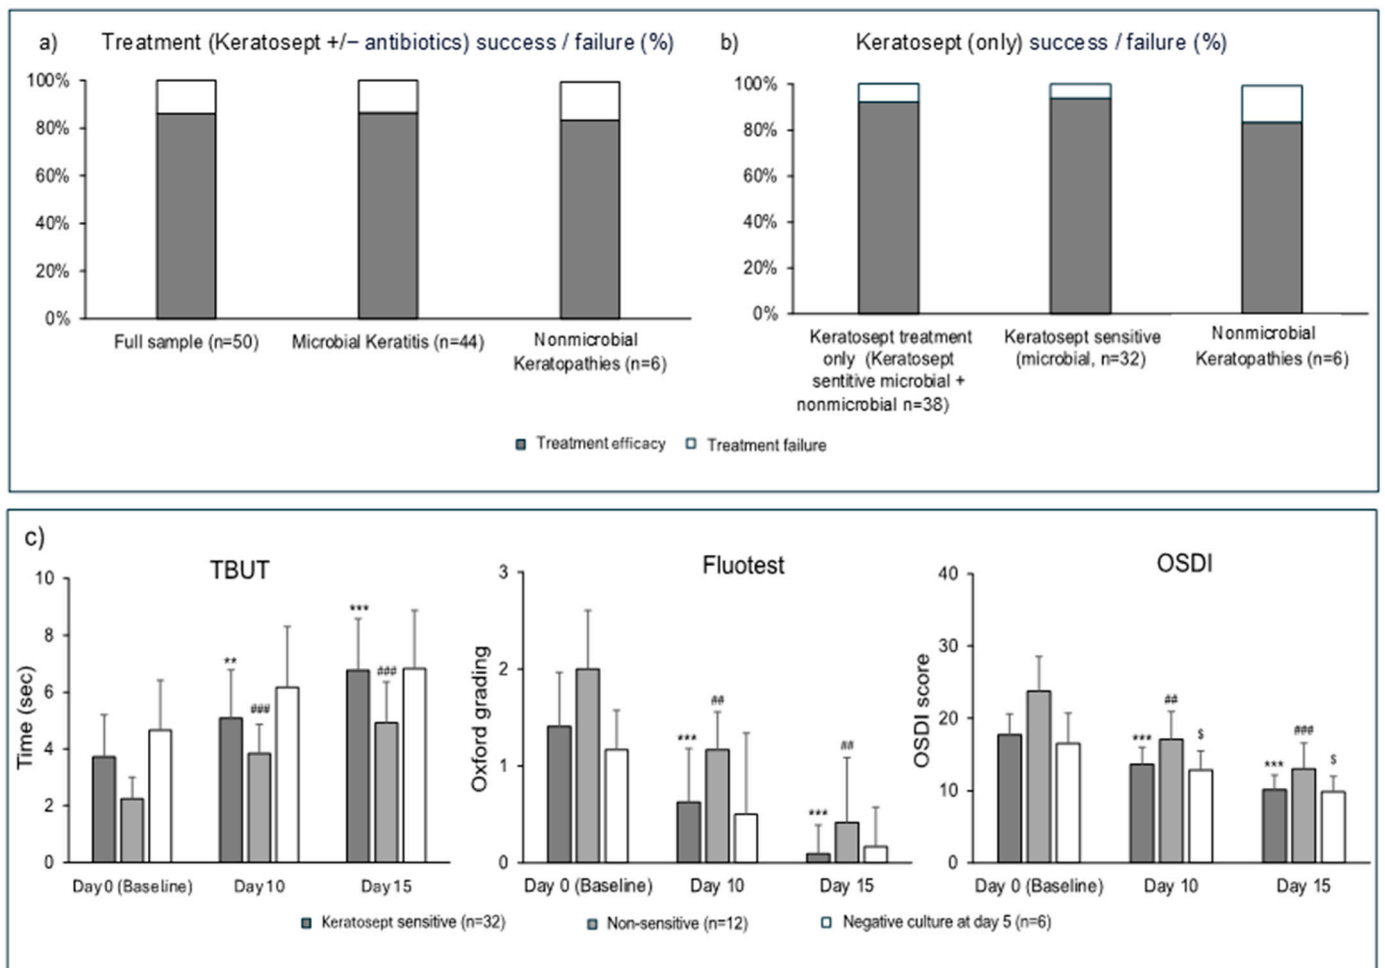 a) Treatment (Keratosept +/− antibiotics) success / failure (%)
100%
80%
60%
40%
20%
0%
Full sample (n=50)
Microbial Keratitis (n=44)
Nonmicrobial
Keratopathies (n=6)
b) Keratosept (only) success / failure (%)
100%
80%
60%
40%
20%
0%
Keratosept treatment
only (Keratosept
sentitive microbial +
nonmicrobial n=38)
Keratosept sensitive
(microbial, n=32)
Nonmicrobial
Keratopathies (n=6)
Treatment efficacy
Treatment failure
c)
TBUT
Time (sec)
10
8
6
4
2
0
**
###
***
###
Day 0 (Baseline)
Day 10
Day 15
Fluotest
Oxford grading
3
2
1
0
***
##
***
##
Day 0 (Baseline)
Day 10
Day 15
OSDI
OSDI score
40
30
20
10
0
***
##
$
***
###
$
Day 0 (Baseline)
Day 10
Day 15
Keratosept sensitive (n=32)
Non-sensitive (n=12)
Negative culture at day 5 (n=6)